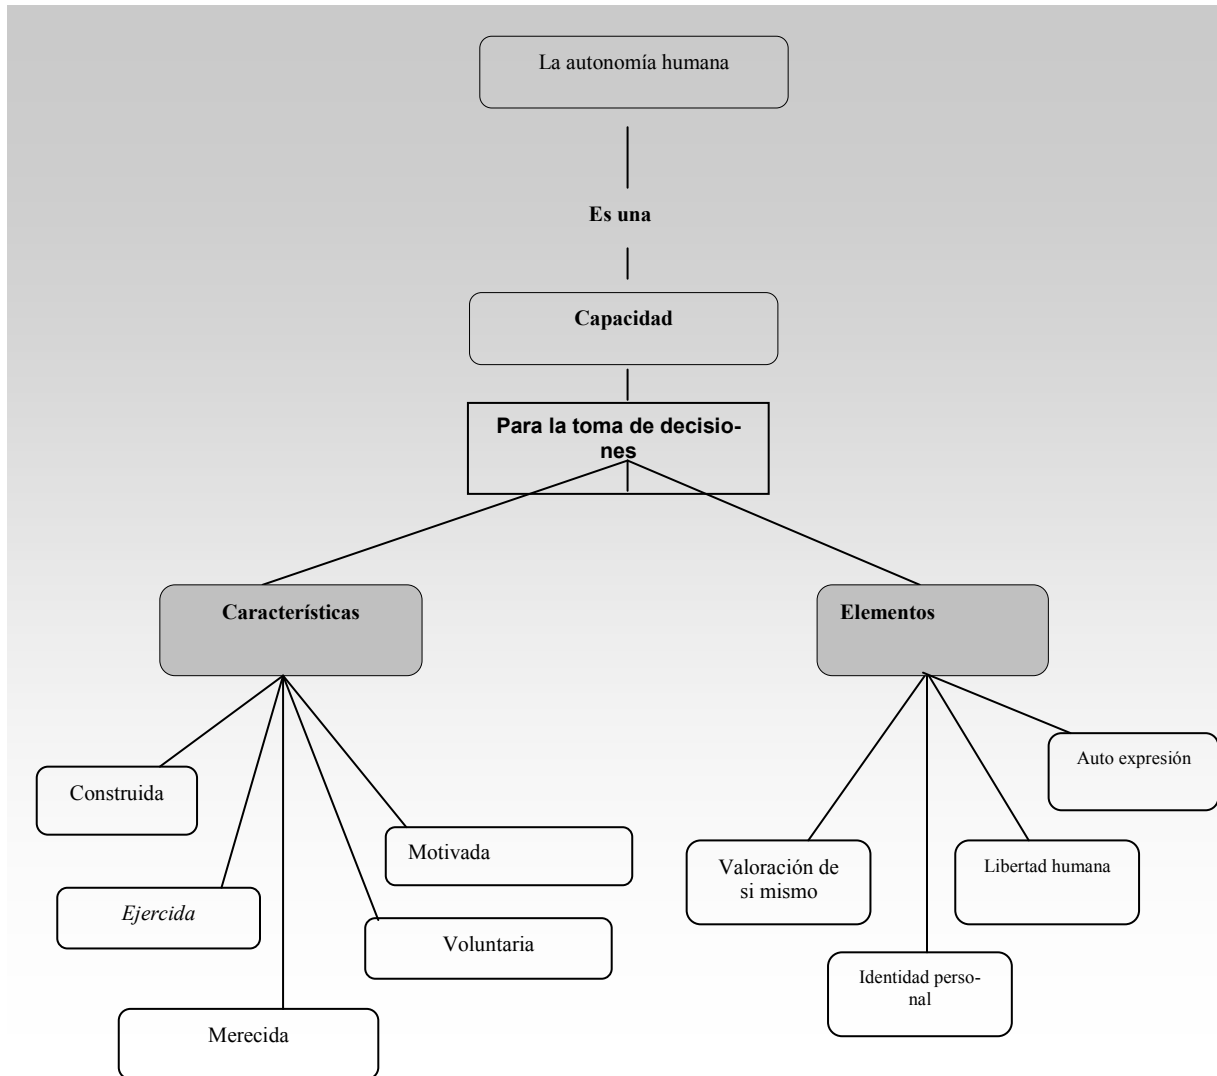 La autonomía humana
Es una
Capacidad
Para la toma de decisio-
nes
Características
Elementos
Construida
Ejercida
Merecida
Voluntaria
Motivada
Valoración de
si mismo
Identidad perso-
nal
Libertad humana
Auto expresión